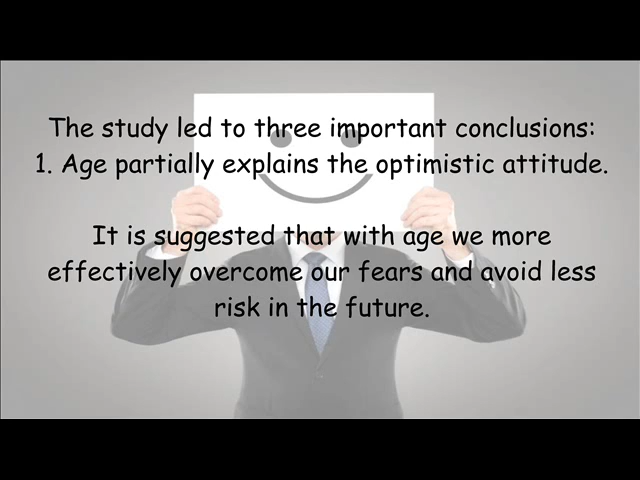 The study led to three important conclusions:
1. Age partially explains the optimistic attitude.
It is suggested that with age we more
effectively overcome our fears and avoid less
risk in the future.